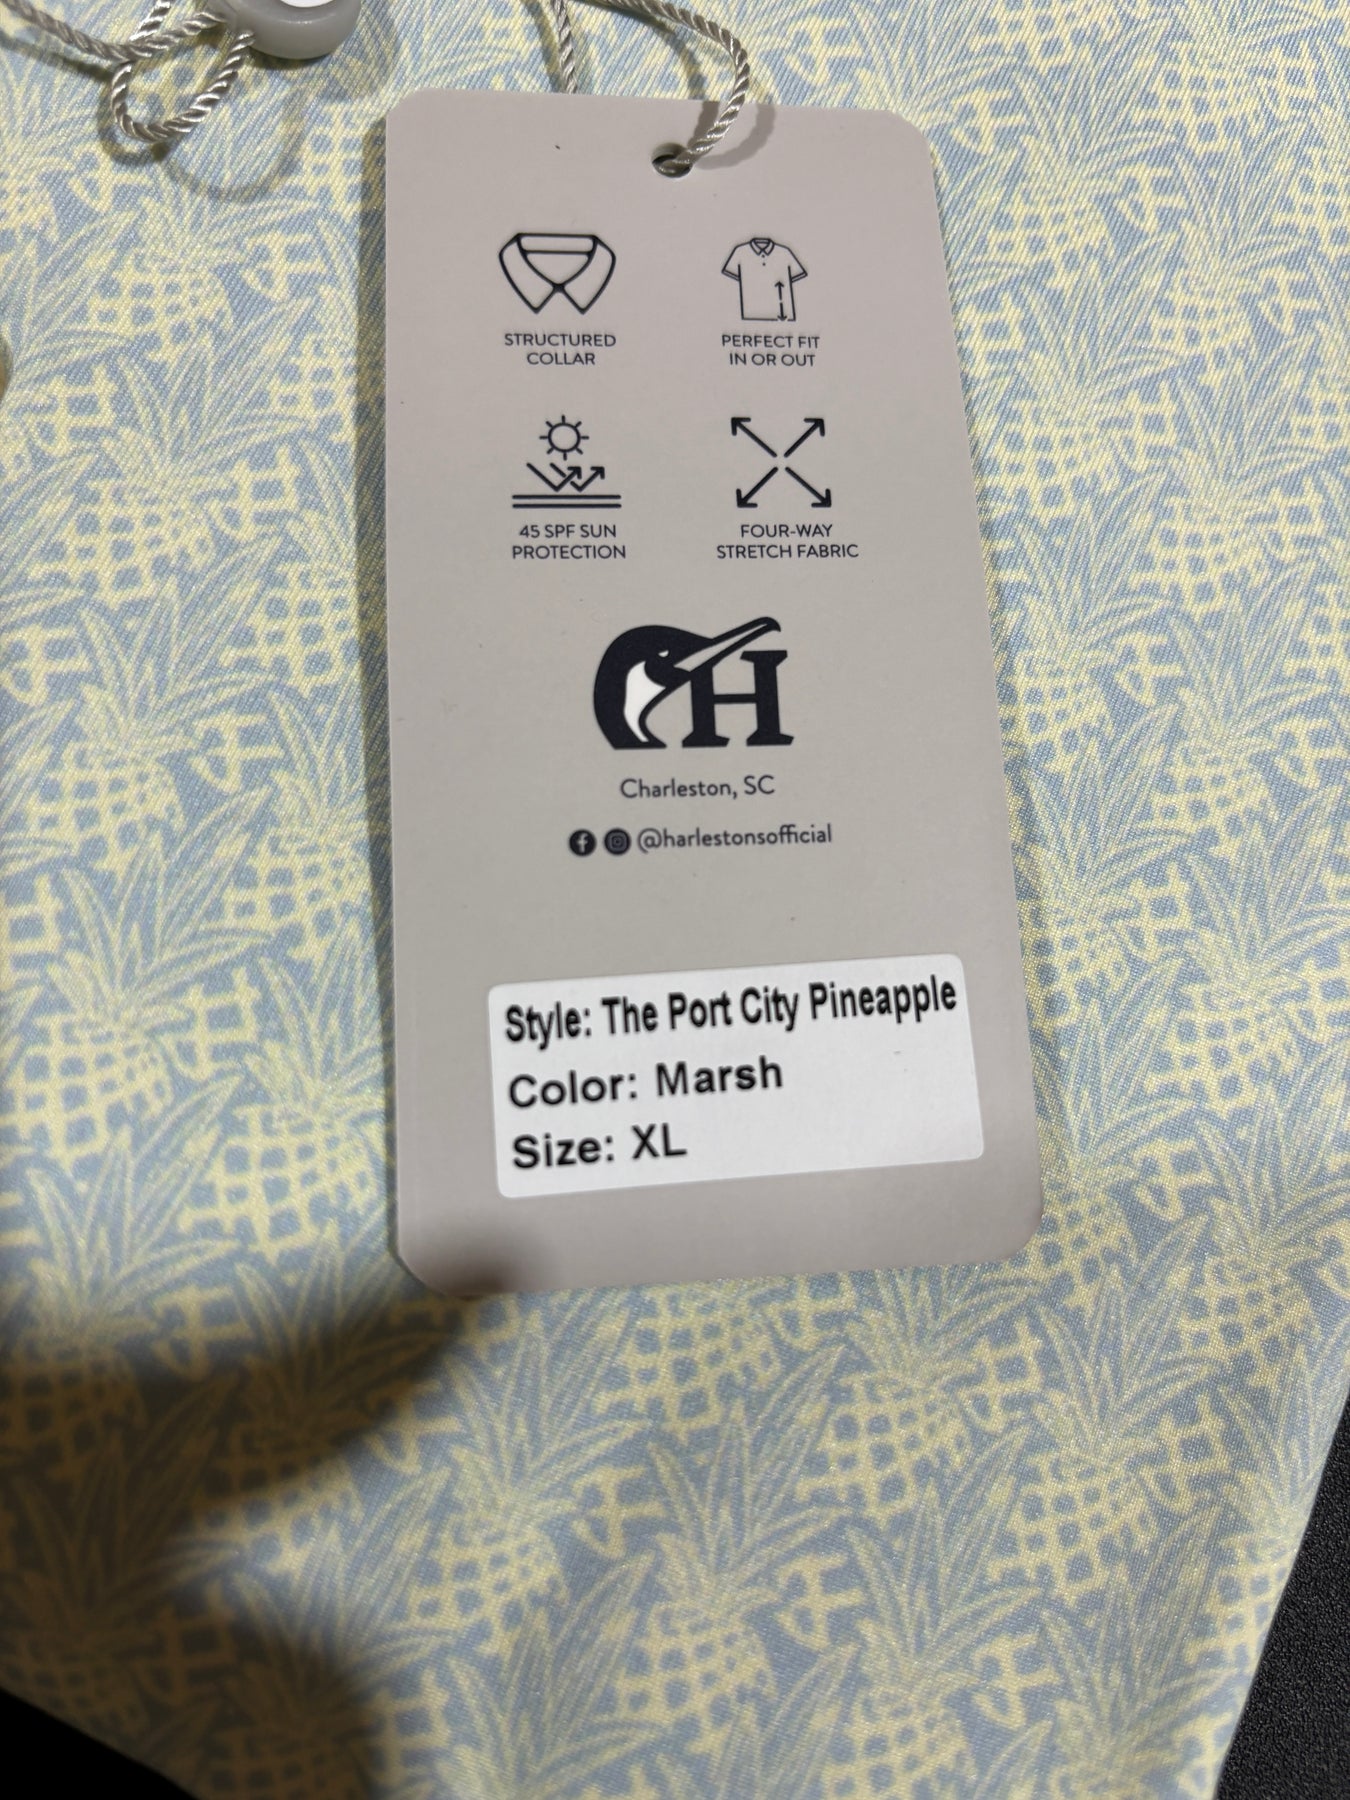 STRUCTURED
COLLAR
PERFECT FIT
IN OR OUT
45 SPF SUN
PROTECTION
FOUR-WAY
STRETCH FABRIC
H
Charleston, SC
@harlestonsofficial
Style: The Port City Pineapple
Color: Marsh
Size: XL